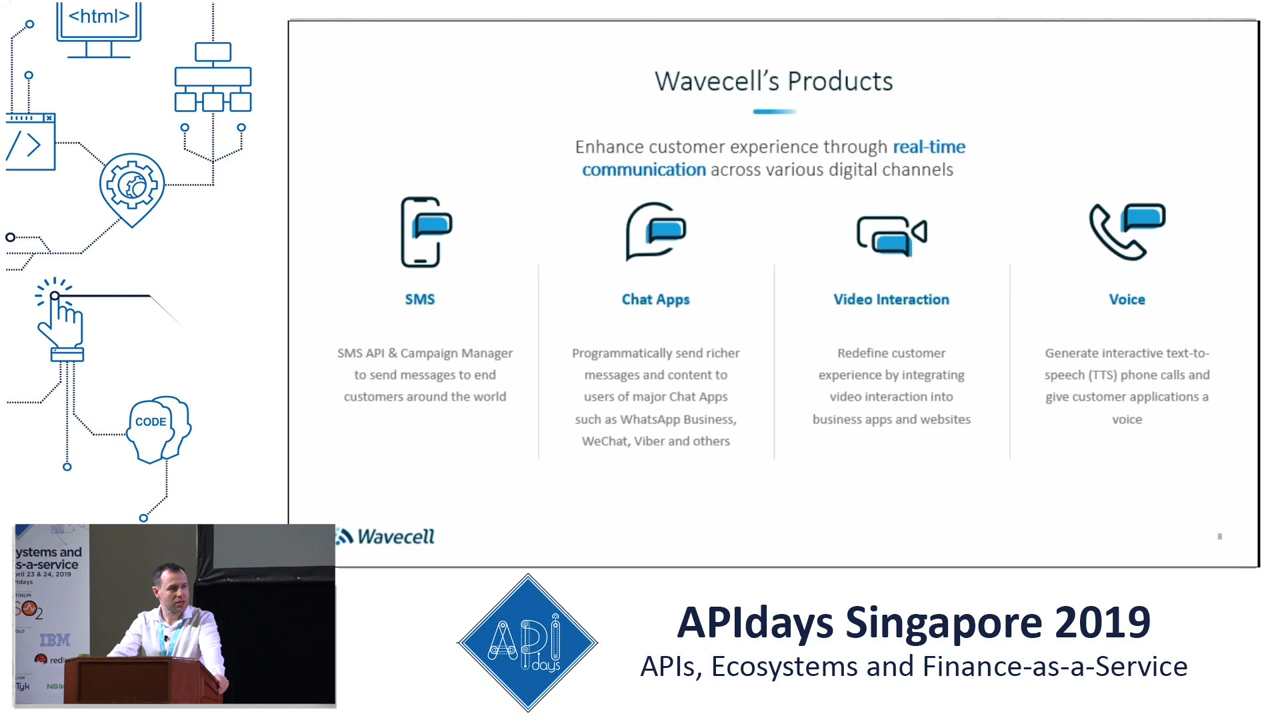 <html>
</>
CODE
Wavecell's Products
Enhance customer experience through real-time
communication across various digital channels
SMS
SMS API & Campaign Manager
to send messages to end
customers around the world
Chat Apps
Programmatically send richer
messages and content to
users of major Chat Apps
such as WhatsApp Business,
WeChat, Viber and others
Video Interaction
Redefine customer
experience by integrating
video interaction into
business apps and websites
Voice
Generate interactive text-to-
speech (TTS) phone calls and
give customer applications a
voice
Wavecell
8
ystems and
s-a-service
pril 23 & 24, 2019
IBM
Tyk
API
days
APIdays Singapore 2019
APIs, Ecosystems and Finance-as-a-Service